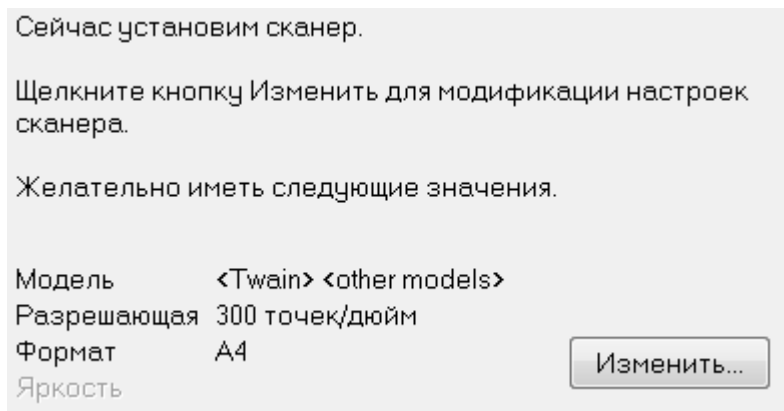 Сейчас установим сканер.
Щелкните кнопку Изменить для модификации настроек
сканера.
Желательно иметь следующие значения.
Модель <Twain> <other models>
Разрешающая 300 точек/дюйм
Формат A4
Изменить...
Яркость